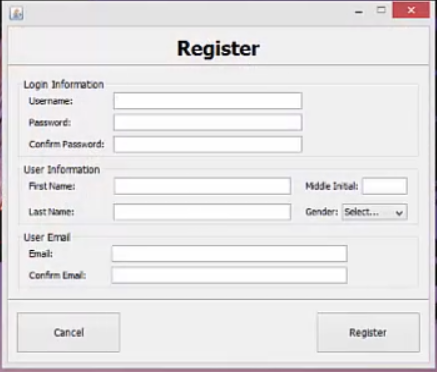 Register
Login Information
Username:
Password:
Confirm Password:
User Information
First Name: Middle Initial:
Last Name: Gender: Select...
User Email
Email:
Confirm Email:
Cancel Register